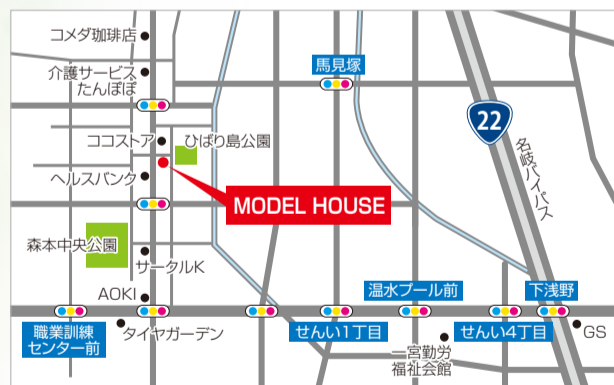 コメダ珈琲店
介護サービス
たんぽぽ
馬見塚
22
名岐バイパス
ココストア
ひばり島公園
ヘルスバンク
MODEL HOUSE
森本中央公園
サークルK
AOKI
温水プール前
下浅野
職業訓練
センター前
タイヤガーデン
せんい1丁目
一宮勤労
福祉会館
せんい4丁目
GS